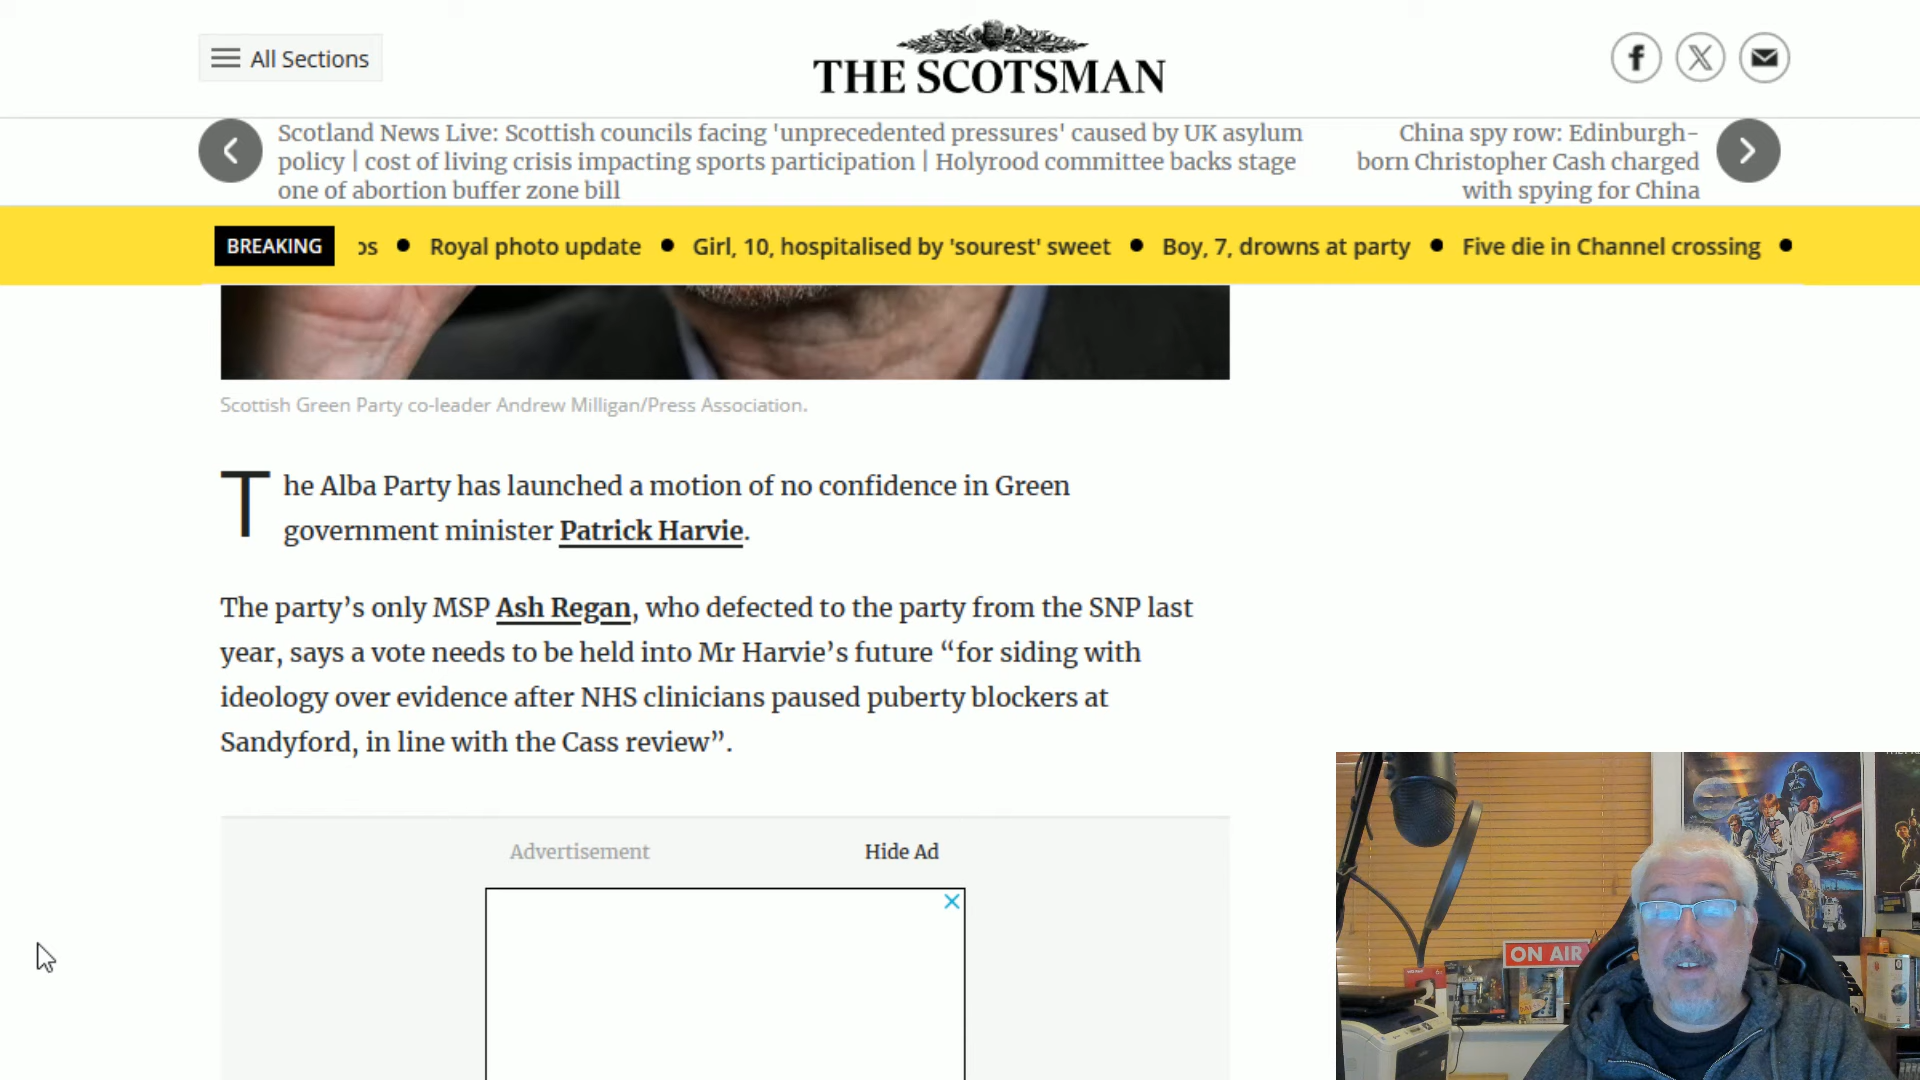 All Sections
THE SCOTSMAN
Scotland News Live: Scottish councils facing 'unprecedented pressures' caused by UK asylum
policy | cost of living crisis impacting sports participation | Holyrood committee backs stage
one of abortion buffer zone bill
China spy row: Edinburgh-
born Christopher Cash charged
with spying for China
BREAKING
os • Royal photo update • Girl, 10, hospitalised by 'sourest' sweet • Boy, 7, drowns at party • Five die in Channel crossing •
Scottish Green Party co-leader Andrew Milligan/Press Association.
The Alba Party has launched a motion of no confidence in Green
government minister Patrick Harvie.
The party’s only MSP Ash Regan, who defected to the party from the SNP last
year, says a vote needs to be held into Mr Harvie’s future “for siding with
ideology over evidence after NHS clinicians paused puberty blockers at
Sandyford, in line with the Cass review”.
Advertisement
Hide Ad
ON AIR